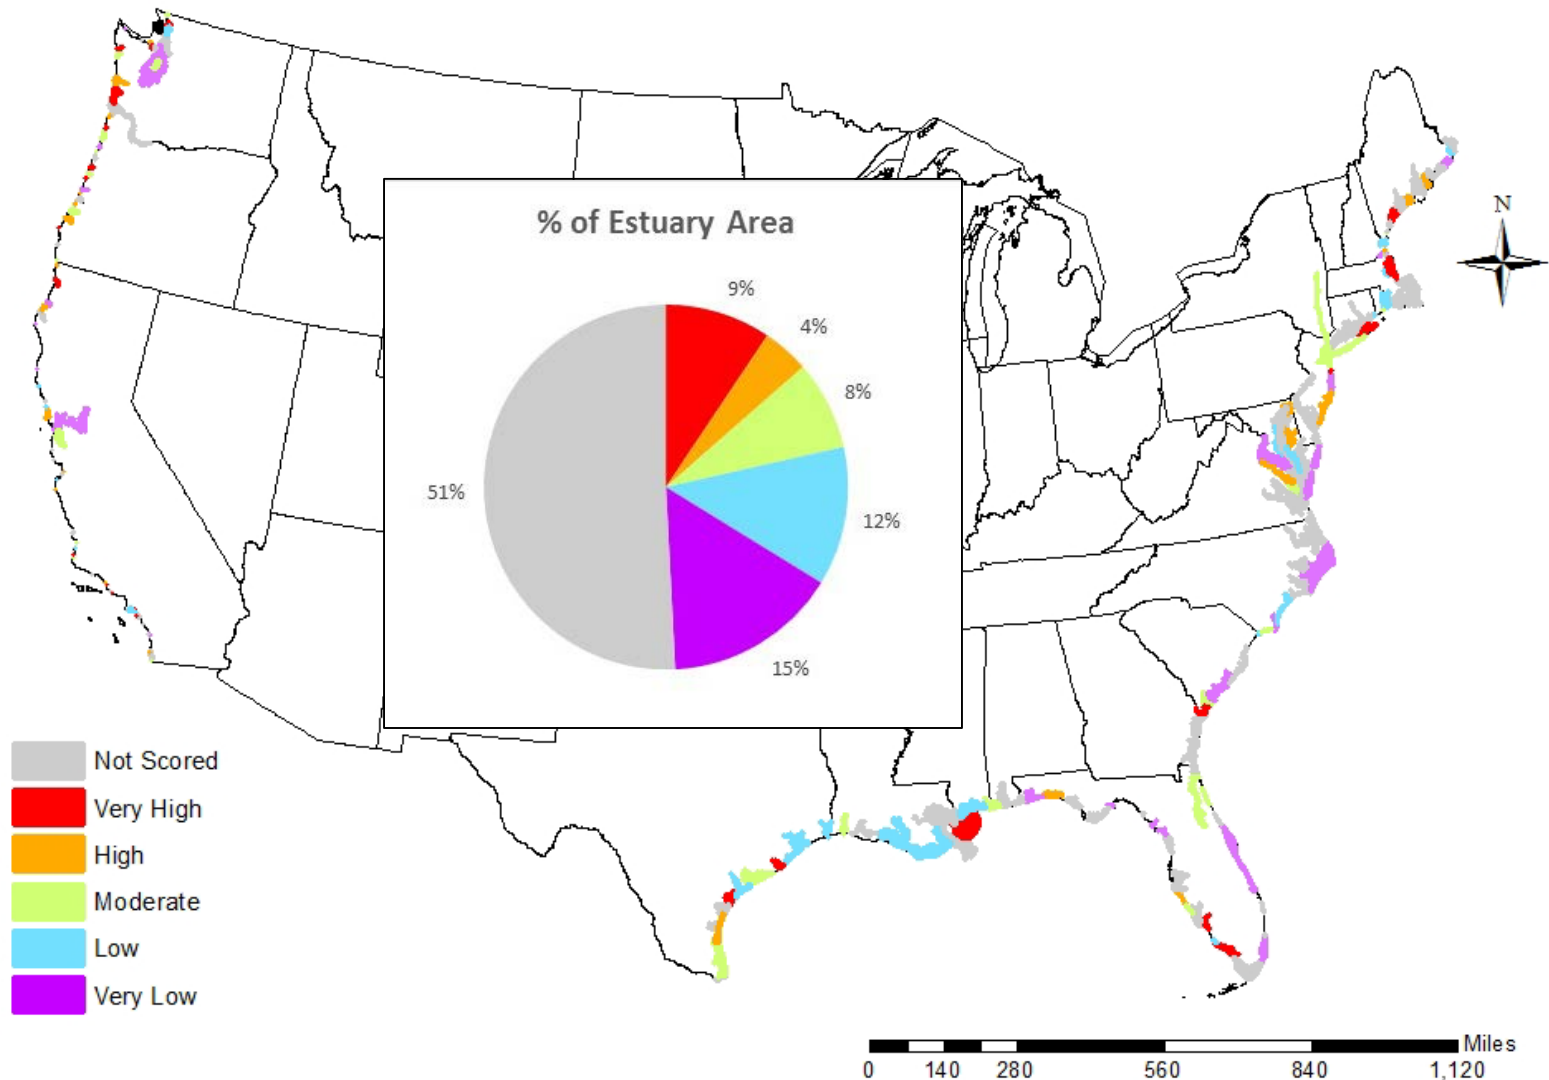 N
% of Estuary Area
9%
4%
8%
51%
12%
15%
Not Scored
Very High
High
Moderate
Low
Very Low
Miles
0 140 280 560 840 1,120